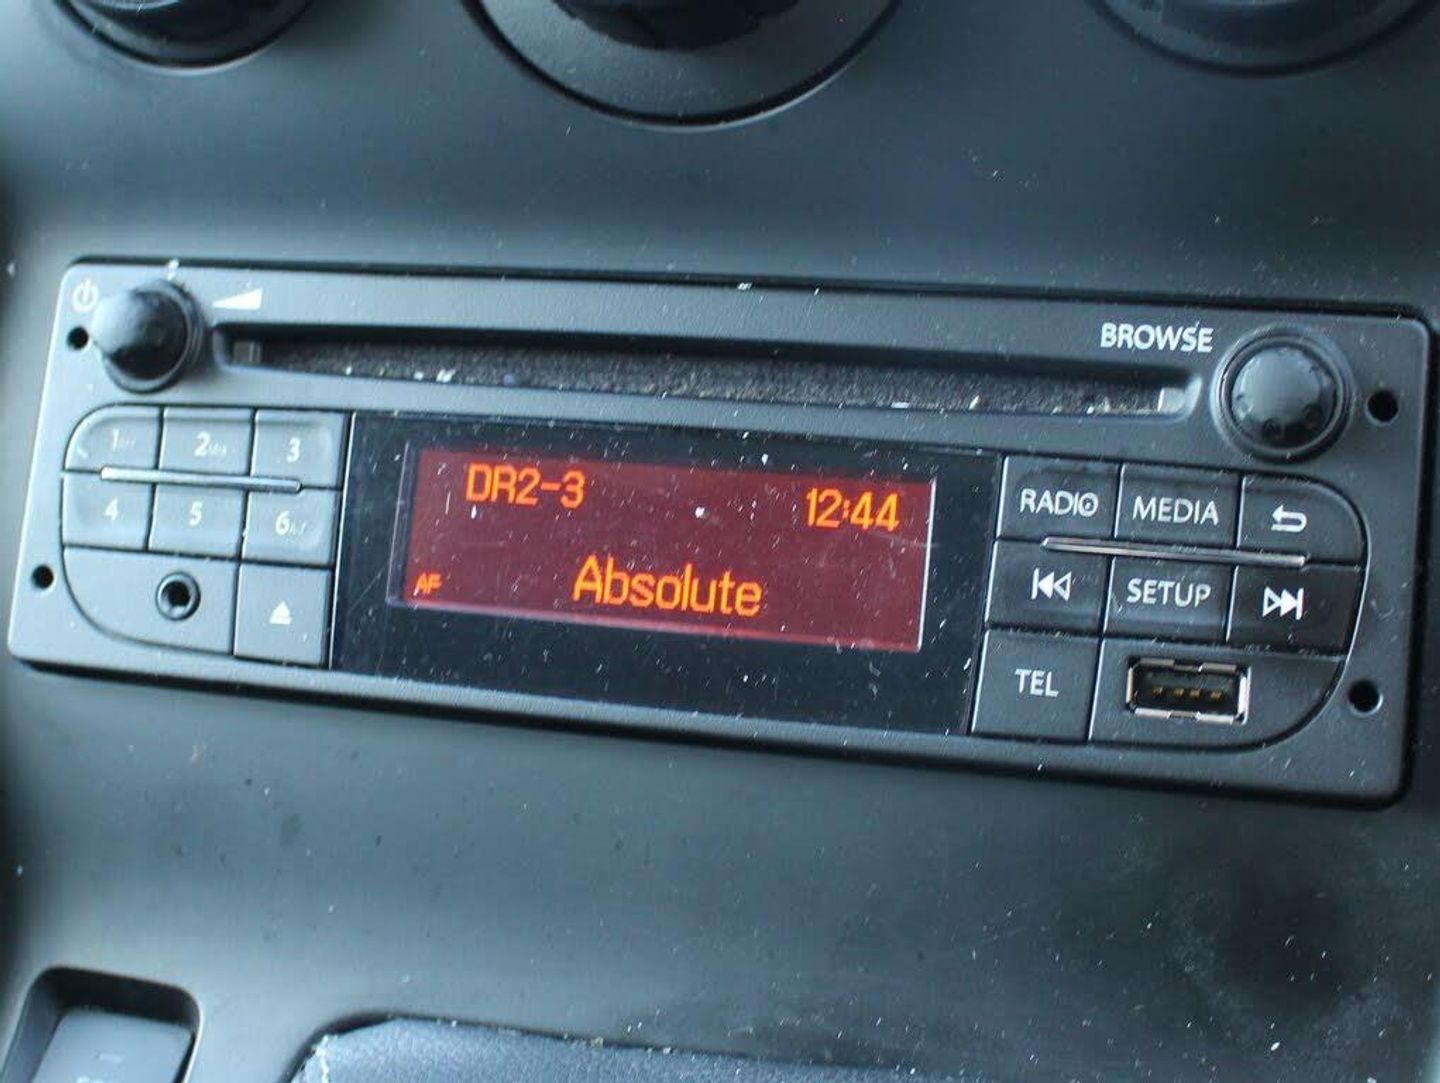 BROWSE
1
2
3
4
5
6
DR2-3
12:44
AF
Absolute
RADIO
MEDIA
SETUP
TEL